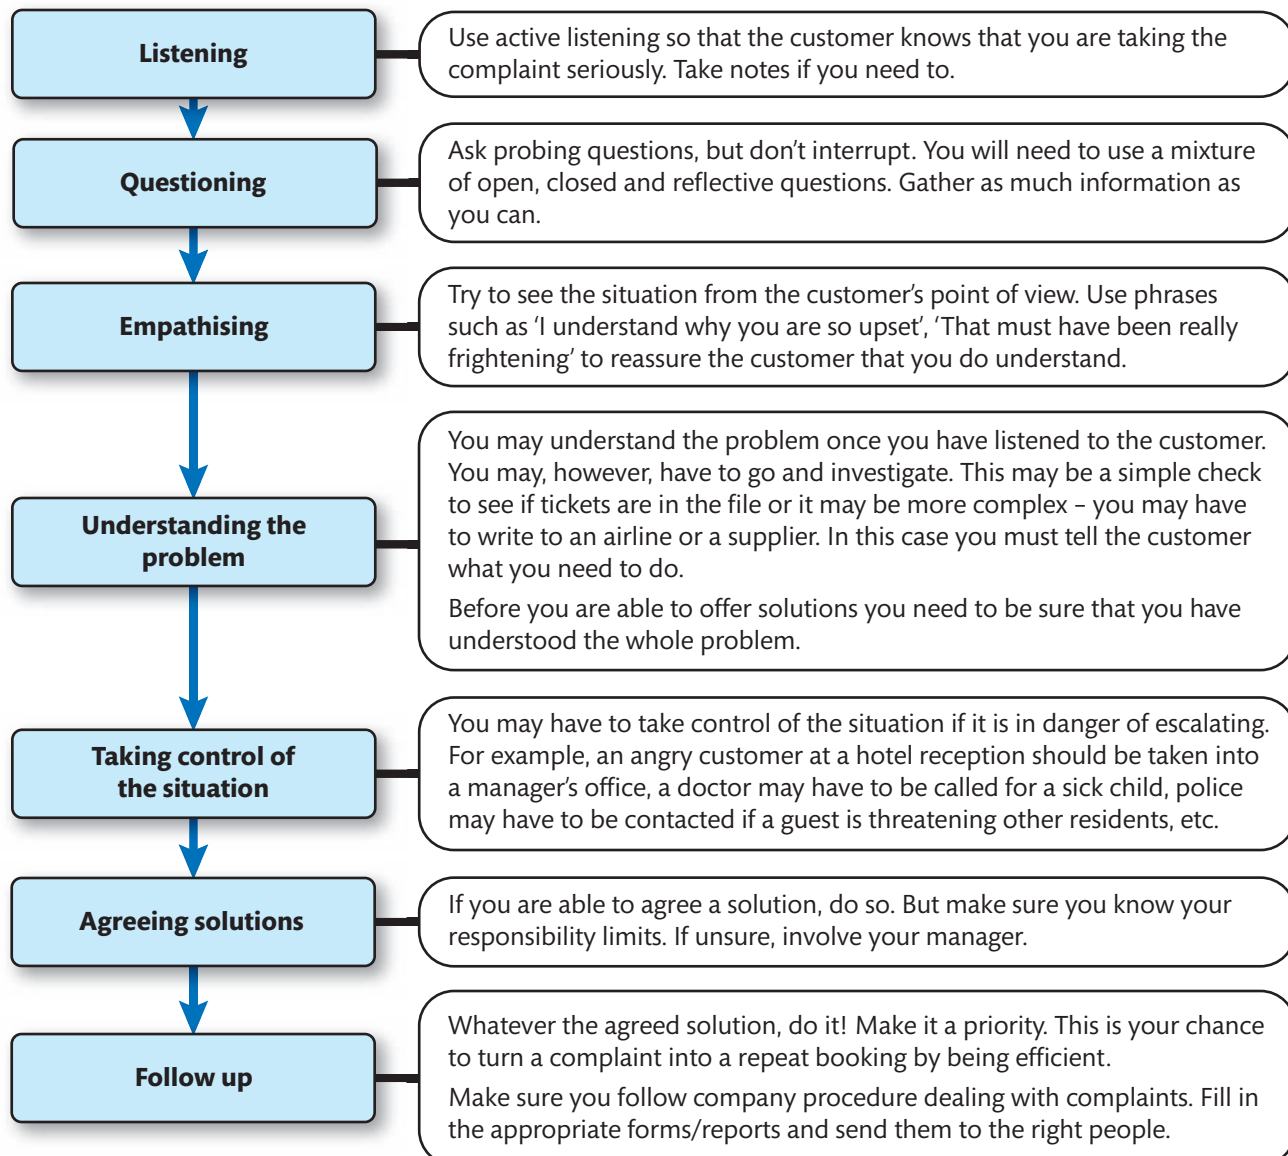 Listening
Use active listening so that the customer knows that you are taking the
complaint seriously. Take notes if you need to.
Questioning
Ask probing questions, but don’t interrupt. You will need to use a mixture
of open, closed and reflective questions. Gather as much information as
you can.
Empathising
Try to see the situation from the customer’s point of view. Use phrases
such as ‘I understand why you are so upset’, ‘That must have been really
frightening’ to reassure the customer that you do understand.
Understanding the
problem
You may understand the problem once you have listened to the customer.
You may, however, have to go and investigate. This may be a simple check
to see if tickets are in the file or it may be more complex – you may have
to write to an airline or a supplier. In this case you must tell the customer
what you need to do.
Before you are able to offer solutions you need to be sure that you have
understood the whole problem.
Taking control of
the situation
You may have to take control of the situation if it is in danger of escalating.
For example, an angry customer at a hotel reception should be taken into
a manager’s office, a doctor may have to be called for a sick child, police
may have to be contacted if a guest is threatening other residents, etc.
Agreeing solutions
If you are able to agree a solution, do so. But make sure you know your
responsibility limits. If unsure, involve your manager.
Follow up
Whatever the agreed solution, do it! Make it a priority. This is your chance
to turn a complaint into a repeat booking by being efficient.
Make sure you follow company procedure dealing with complaints. Fill in
the appropriate forms/reports and send them to the right people.